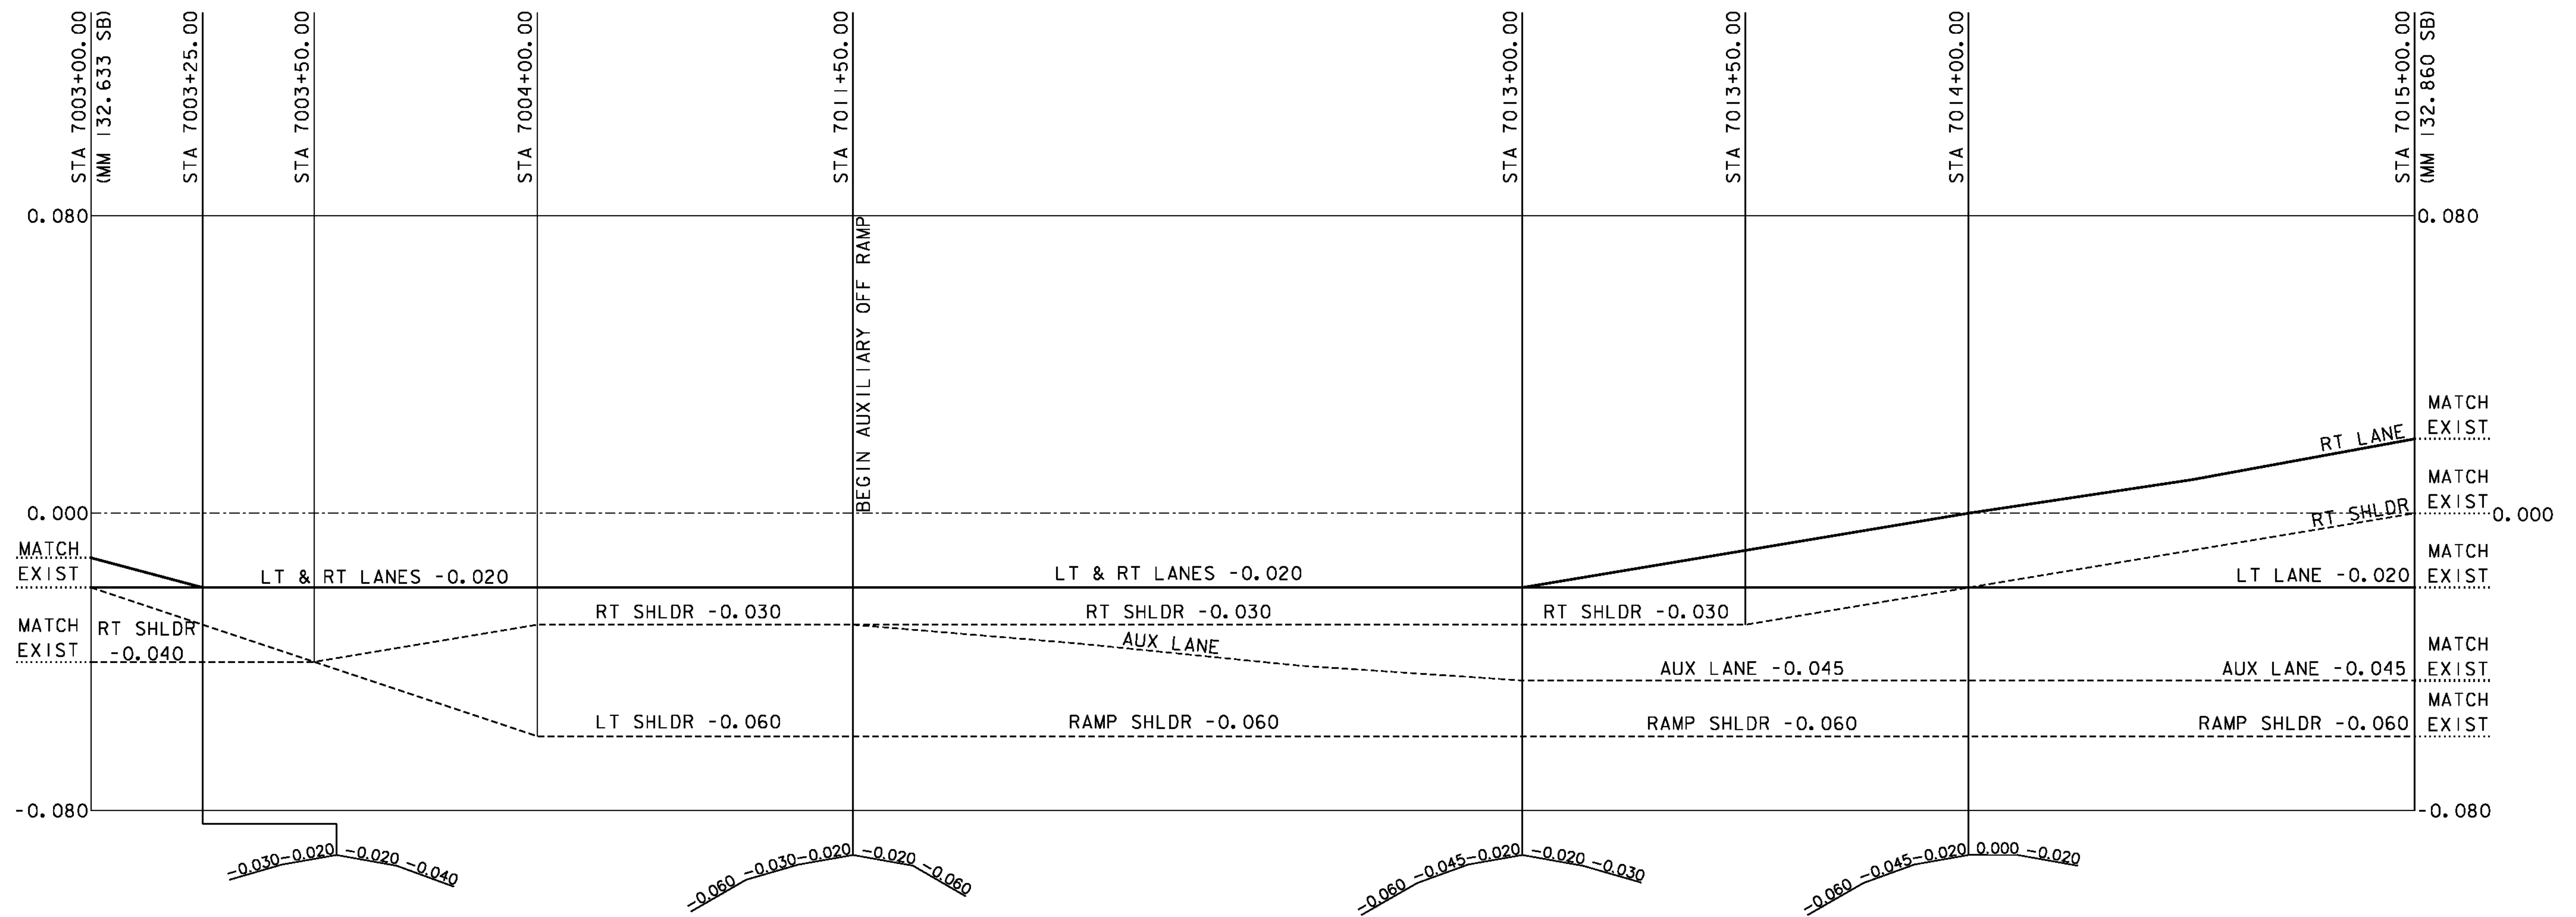 STA 7003+00.00
(MM 132.633 SB)
STA 7003+25.00
STA 7003+50.00
STA 7004+00.00
STA 7011+50.00
STA 7013+00.00
STA 7013+50.00
STA 7014+00.00
STA 7015+00.00
(MM 132.860 SB)
0.080
0.080
BEGIN AUXILIARY OFF RAMP
MATCH
EXIST
RT LANE
MATCH
EXIST
RT SHLDR
0.000
0.000
MATCH
EXIST
LT & RT LANES -0.020
LT & RT LANES -0.020
LT LANE -0.020
MATCH
EXIST
RT SHLDR -0.030
RT SHLDR -0.030
RT SHLDR -0.030
MATCH
EXIST
RT SHLDR
-0.040
AUX LANE
AUX LANE -0.045
AUX LANE -0.045
MATCH
EXIST
LT SHLDR -0.060
RAMP SHLDR -0.060
RAMP SHLDR -0.060
RAMP SHLDR -0.060
MATCH
EXIST
-0.080
-0.080
-0.030 -0.020 -0.020 -0.040
-0.060 -0.030 -0.020 -0.020 -0.060
-0.060 -0.045 -0.020 -0.020 -0.030
-0.060 -0.045 -0.020 0.000 -0.020